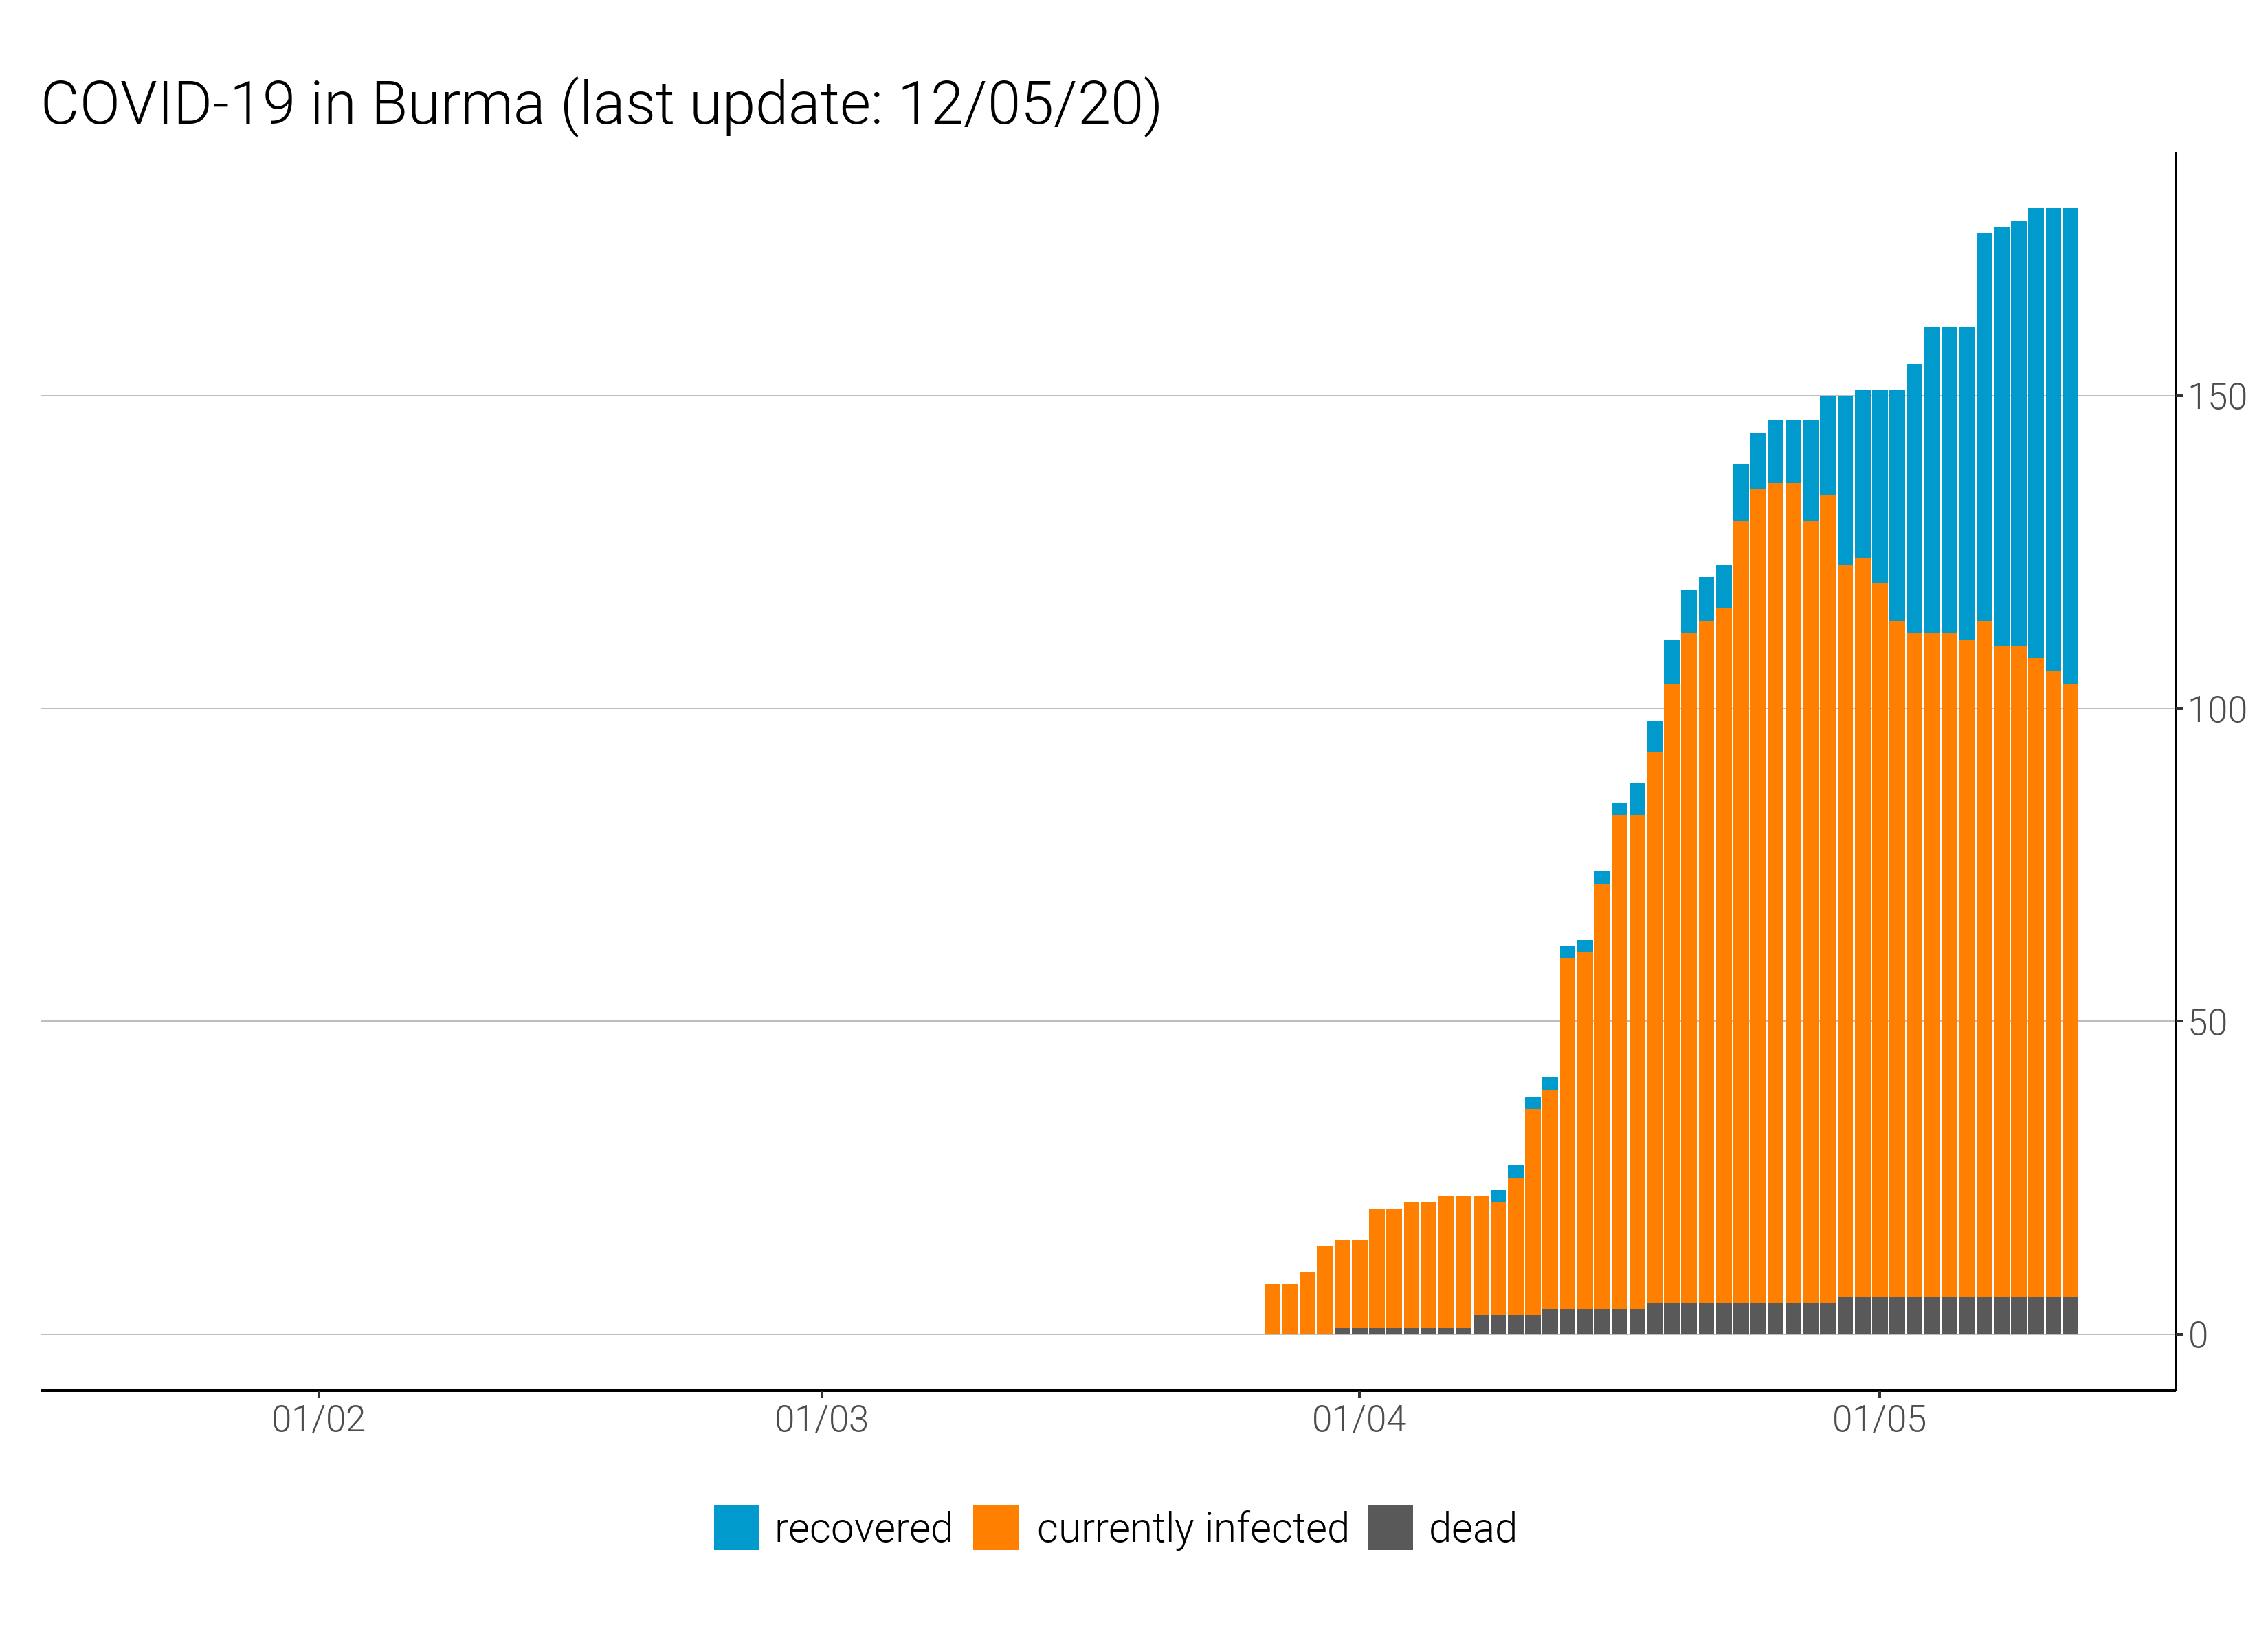 COVID-19 in Burma (last update: 12/05/20)
150
100
50
0
01/02 01/03 01/04 01/05
recovered currently infected dead